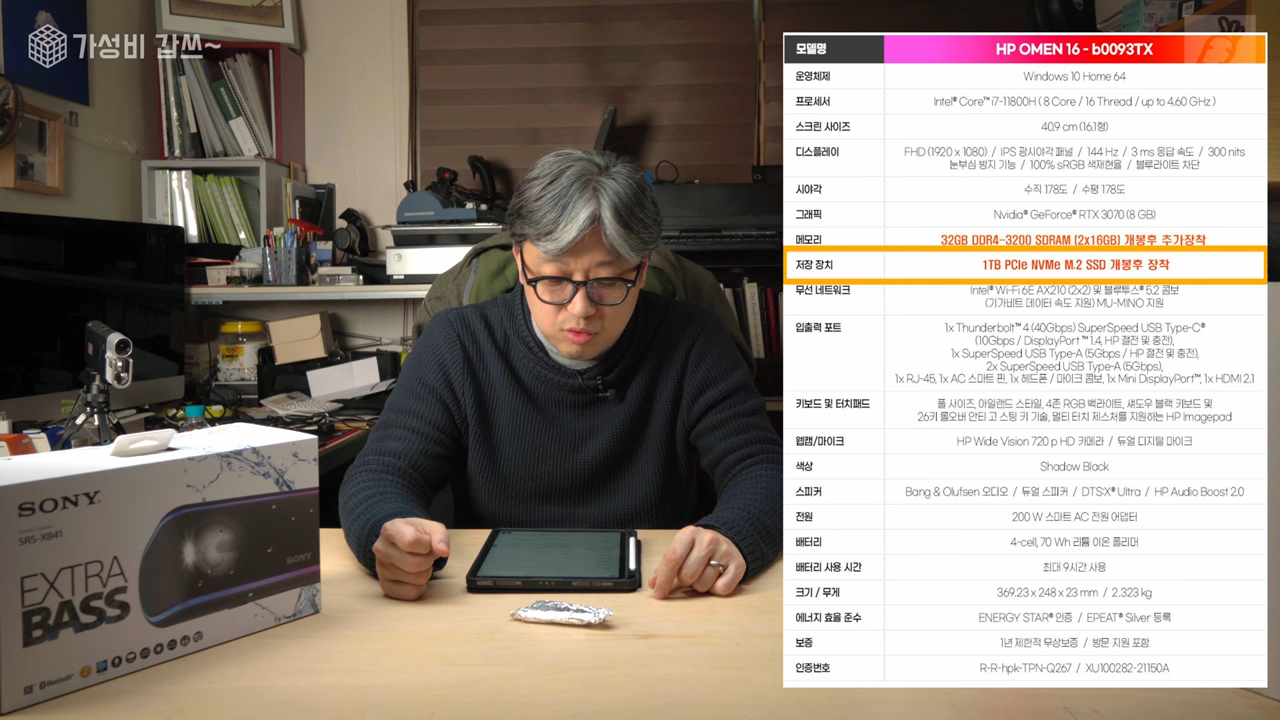 가성비 갑쓰~
모델명 HP OMEN 16 - b0093TX
운영체제 Windows 10 Home 64
프로세서 Intel® Core™ i7-11800H ( 8 Core / 16 Thread / up to 4.60 GHz )
스크린 사이즈 40.9 cm (16.1형)
디스플레이 FHD (1920 x 1080) / IPS 광시야각 패널 / 144 Hz / 3 ms 응답 속도 / 300 nits
눈부심 방지 기능 / 100% sRGB 색재현율 / 블루라이트 차단
시야각 수직 178도 / 수평 178도
그래픽 Nvidia® GeForce® RTX 3070 (8 GB)
메모리 32GB DDR4-3200 SDRAM (2x16GB) 개봉후 추가장착
저장 장치 1TB PCIe NVMe M.2 SSD 개봉후 장착
무선 네트워크 Intel® Wi-Fi 6E AX210 (2x2) 및 블루투스® 5.2 콤보
(기가비트 데이터 속도 지원) MU-MINO 지원
입출력 포트 1x Thunderbolt™ 4 (40Gbps) SuperSpeed USB Type-C®
(10Gbps / DisplayPort™ 1.4, HP 절전 및 충전),
1x SuperSpeed USB Type-A (5Gbps / HP 절전 및 충전),
2x SuperSpeed USB Type-A (5Gbps),
1x RJ-45, 1x AC 스마트 핀, 1x 헤드폰 / 마이크 콤보, 1x Mini DisplayPort™, 1x HDMI 2.1
키보드 및 터치패드 풀 사이즈, 아일랜드 스타일, 4존 RGB 백라이트, 섀도우 블랙 키보드 및
26키 롤오버 안티 고스팅 키 기술, 멀티 터치 제스처를 지원하는 HP Imagepad
웹캠/마이크 HP Wide Vision 720 p HD 카메라 / 듀얼 디지털 마이크
색상 Shadow Black
스피커 Bang & Olufsen 오디오 / 듀얼 스피커 / DTS:X® Ultra / HP Audio Boost 2.0
전원 200 W 스마트 AC 전원 어댑터
배터리 4-cell, 70 Wh 리튬 이온 폴리머
배터리 사용 시간 최대 9시간 사용
크기 / 무게 369.23 x 248 x 23 mm / 2.323 kg
에너지 효율 준수 ENERGY STAR® 인증 / EPEAT® Silver 등록
보증 1년 제한적 무상보증 / 방문 지원 포함
인증번호 R-R-hpk-TPN-Q267 / XU100282-21150A
SONY
SRS-XB41
EXTRA
BASS
SONY
Bluetooth